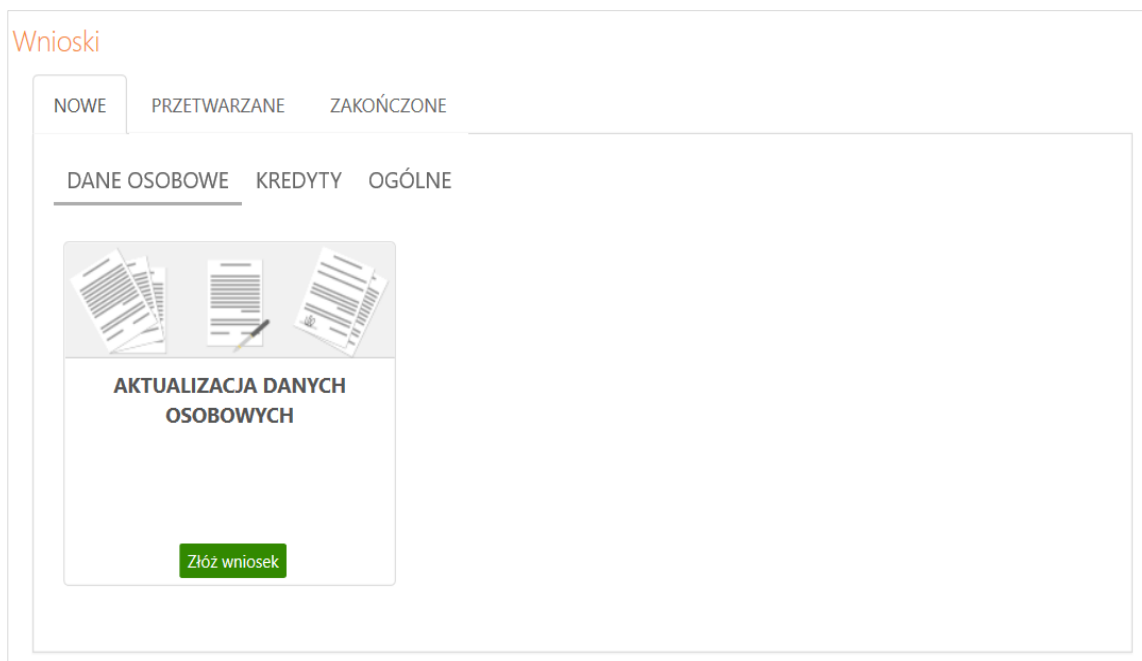 Wnioski
NOWE PRZETWARZANE ZAKOŃCZONE
DANE OSOBOWE KREDYTY OGÓLNE
AKTUALIZACJA DANYCH
OSOBOWYCH
Złóż wniosek